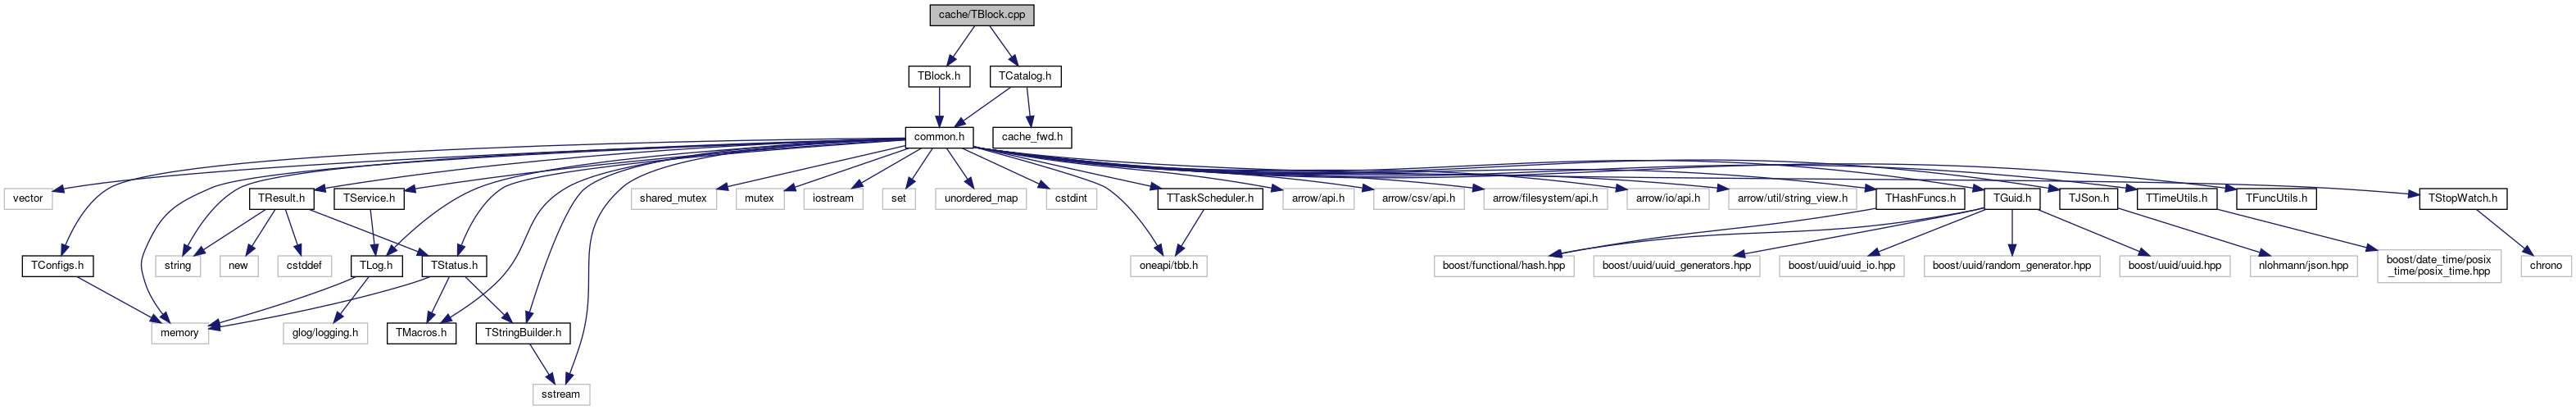 cache/TBlock.cpp
TBlock.h
TCatalog.h
common.h
cache_fwd.h
vector
TResult.h
TService.h
shared_mutex
mutex
iostream
set
unordered_map
cstdint
TTaskScheduler.h
arrow/api.h
arrow/csv/api.h
arrow/filesystem/api.h
arrow/io/api.h
arrow/util/string_view.h
THashFuncs.h
TGuid.h
TJSon.h
TTimeUtils.h
TFuncUtils.h
TStopWatch.h
TConfigs.h
string
new
cstddef
TLog.h
TStatus.h
oneapi/tbb.h
boost/functional/hash.hpp
boost/uuid/uuid_generators.hpp
boost/uuid/uuid_io.hpp
boost/uuid/random_generator.hpp
boost/uuid/uuid.hpp
nlohmann/json.hpp
boost/date_time/posix
_time/posix_time.hpp
chrono
memory
glog/logging.h
TMacros.h
TStringBuilder.h
sstream